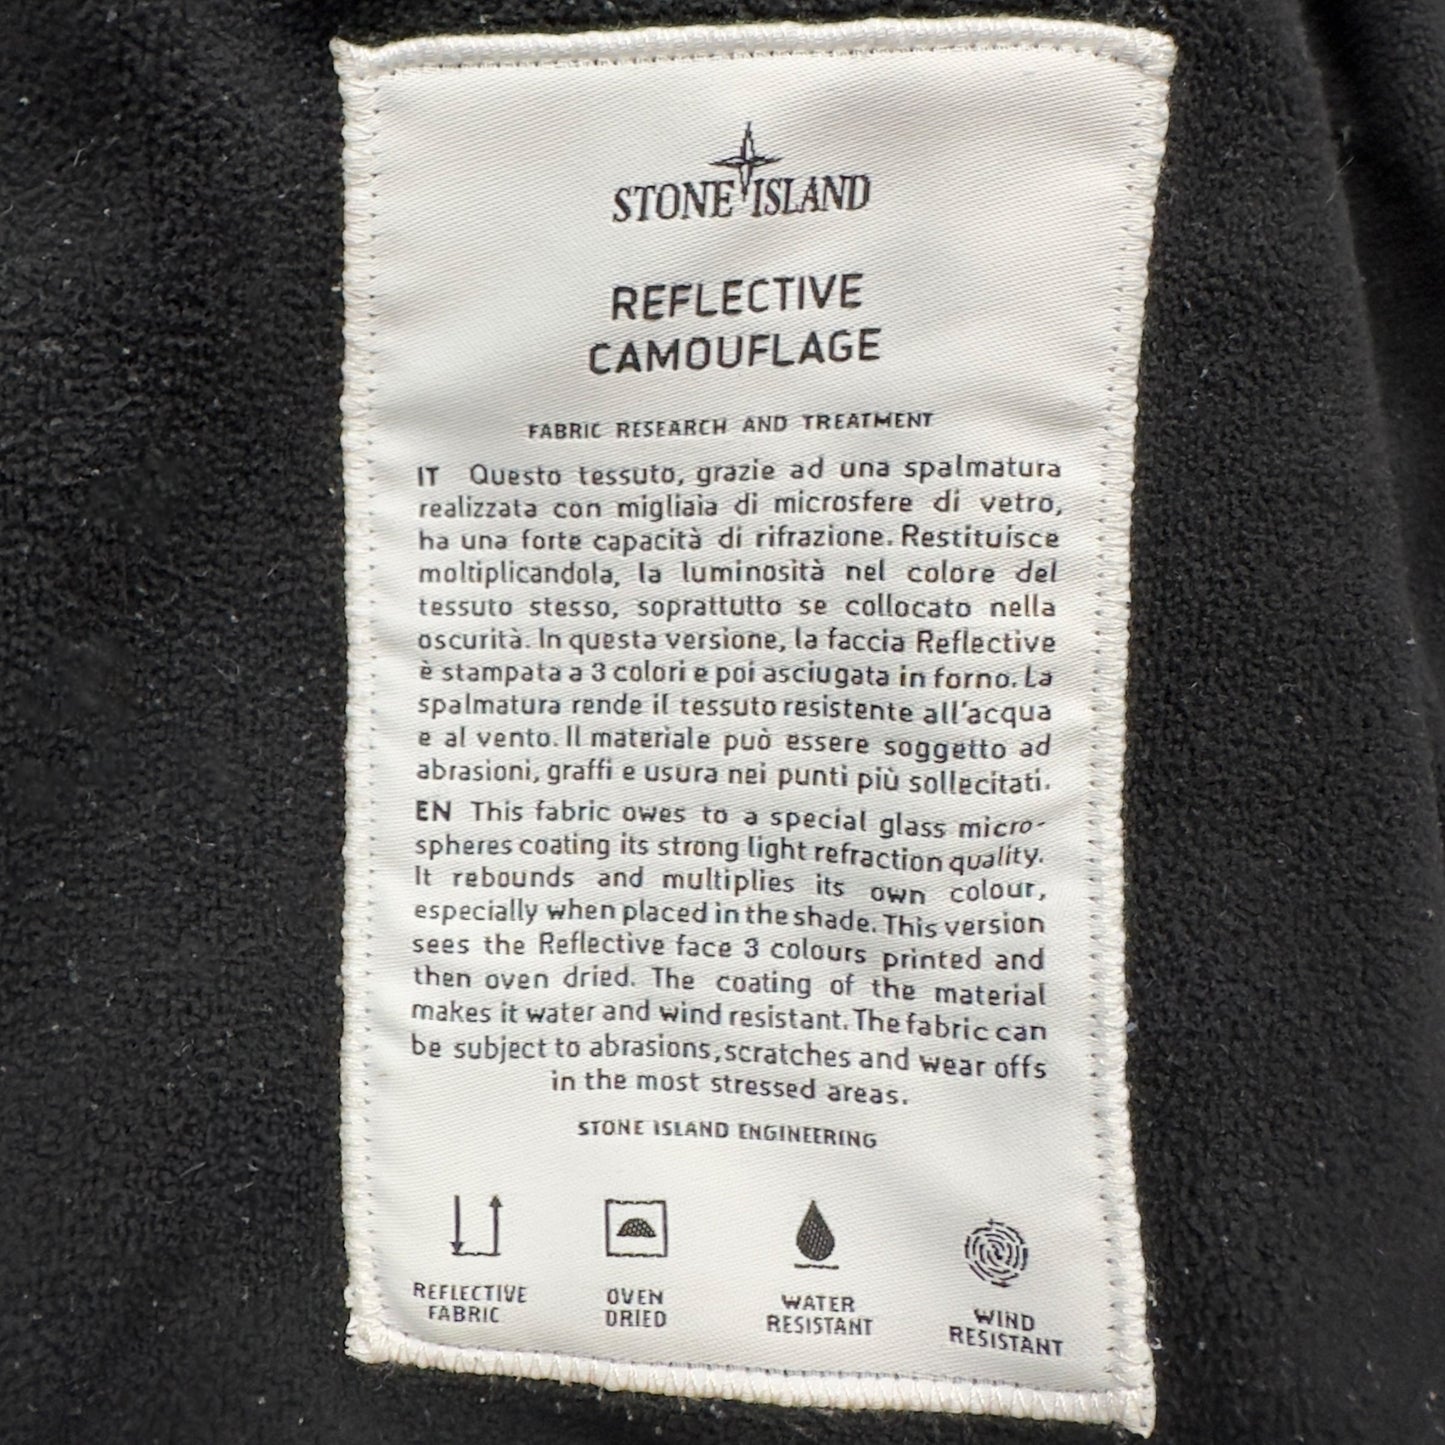 STONE ISLAND
REFLECTIVE
CAMOUFLAGE
FABRIC RESEARCH AND TREATMENT
IT Questo tessuto, grazie ad una spalmatura
realizzata con migliaia di microsfere di vetro,
ha una forte capacità di rifrazione. Restituisce
moltiplicandola, la luminosità nel colore del
tessuto stesso, soprattutto se collocato nella
oscurità. In questa versione, la faccia Reflective
è stampata a 3 colori e poi asciugata in forno. La
spalmatura rende il tessuto resistente all'acqua
e al vento. Il materiale può essere soggetto ad
abrasioni, graffi e usura nei punti più sollecitati.
EN This fabric owes to a special glass micro-
spheres coating its strong light refraction quality.
It rebounds and multiplies its own colour,
especially when placed in the shade. This version
sees the Reflective face 3 colours printed and
then oven dried. The coating of the material
makes it water and wind resistant. The fabric can
be subject to abrasions, scratches and wear offs
in the most stressed areas.
STONE ISLAND ENGINEERING
REFLECTIVE
FABRIC
OVEN
DRIED
WATER
RESISTANT
WIND
RESISTANT